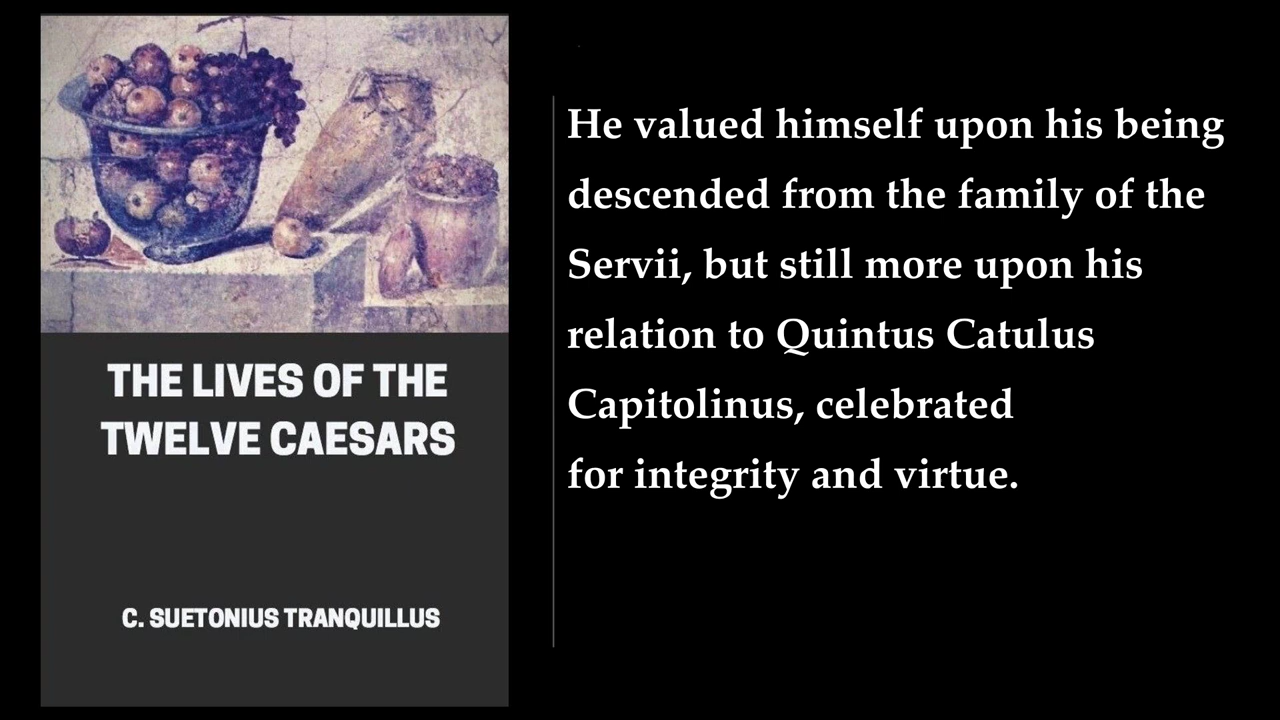 THE LIVES OF THE
TWELVE CAESARS
C. SUETONIUS TRANQUILLUS
He valued himself upon his being
descended from the family of the
Servii, but still more upon his
relation to Quintus Catulus
Capitolinus, celebrated
for integrity and virtue.